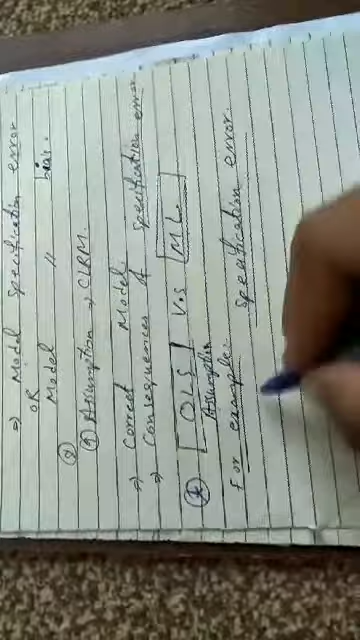 ⇒ Model specification error
OR
Model " bias.
②
⑨ Assumption → CLRM.
⇒ Correct Model.
⇒ Consequences of specification error
[OLS] V.s [ML]
Assumption
For example: specification error.